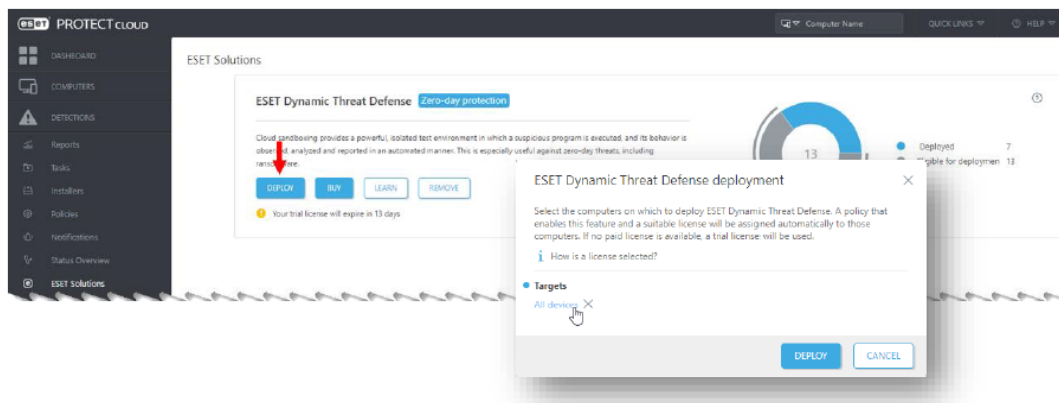 eset PROTECT CLOUD
Computer Name
QUICK LINKS
HELP
DASHBOARD
COMPUTERS
DETECTIONS
Reports
Tasks
Installers
Policies
Notifications
Status Overview
ESET Solutions
ESET Solutions
ESET Dynamic Threat Defense Zero-day protection
Cloud sandboxing provides a powerful, isolated test environment in which a suspicious program is executed, and its behavior is
observed, analyzed and reported in an automated manner. This is especially useful against zero-day threats, including
DEPLOY BUY LEARN REMOVE
Your trial license will expire in 13 days
13
Deployed 7
Eligible for deploymen 13
ESET Dynamic Threat Defense deployment
Select the computers on which to deploy ESET Dynamic Threat Defense. A policy that
enables this feature and a suitable license will be assigned automatically to those
computers. If no paid license is available, a trial license will be used.
How is a license selected?
Targets
All devices
DEPLOY CANCEL